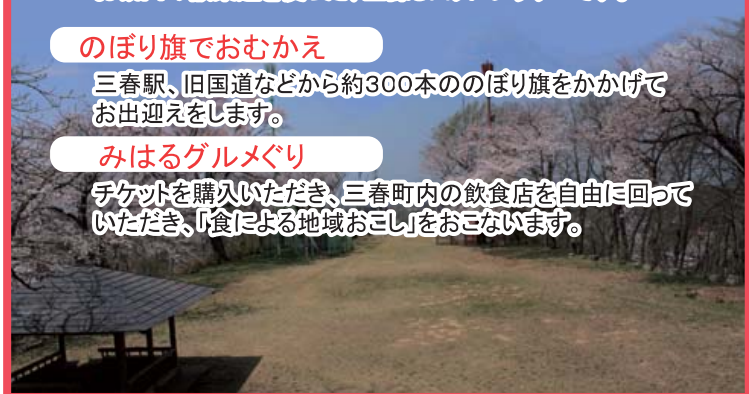 のぼり旗でおむかえ
三春駅、旧国道などから約300本ののぼり旗をかかげて
お出迎えをします。
みはるグルメぐり
チケットを購入いただき、三春町内の飲食店を自由に回って
いただき、「食による地域おこし」をおこないます。